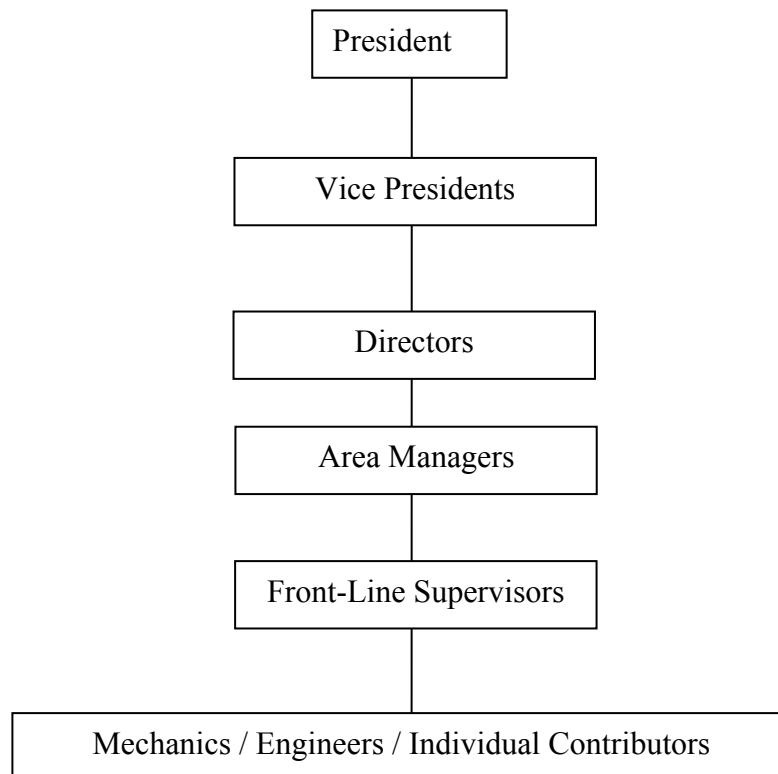 President
Vice Presidents
Directors
Area Managers
Front-Line Supervisors
Mechanics / Engineers / Individual Contributors